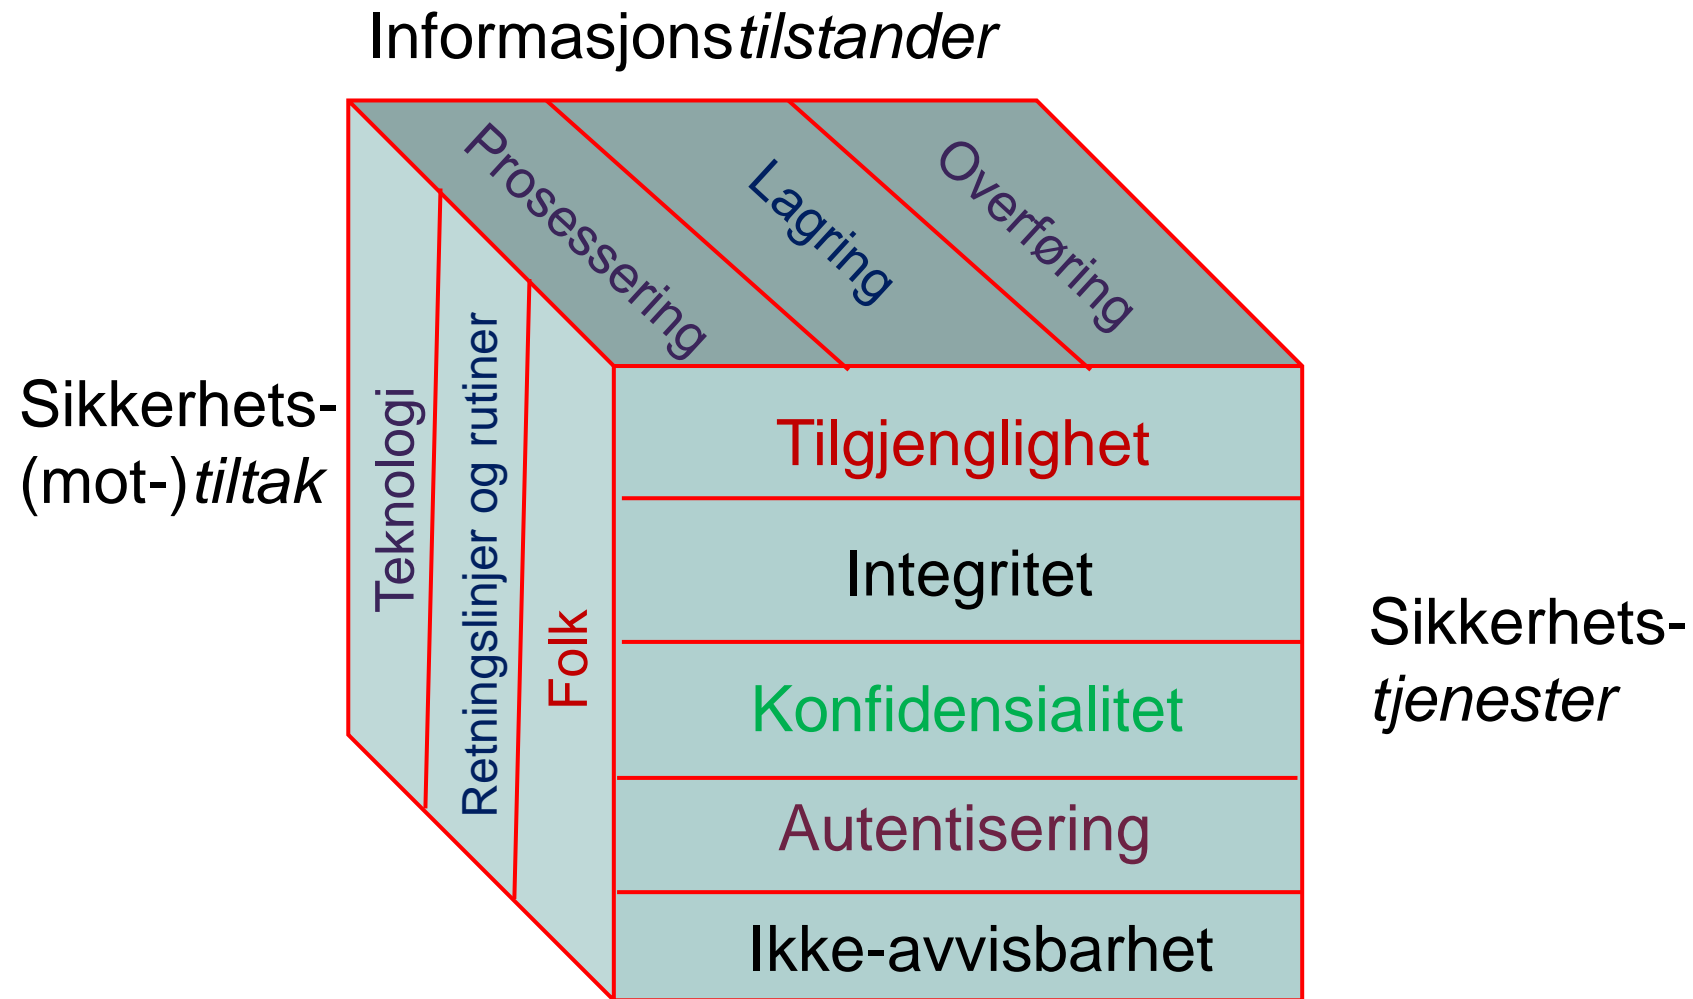 Informasjonstilstander
Prosessering
Lagring
Overføring
Sikkerhets-
(mot-)tiltak
Teknologi
Retningslinjer og rutiner
Folk
Tilgjenglighet
Integritet
Konfidensialitet
Autentisering
Ikke-avvisbarhet
Sikkerhets-
tjenester